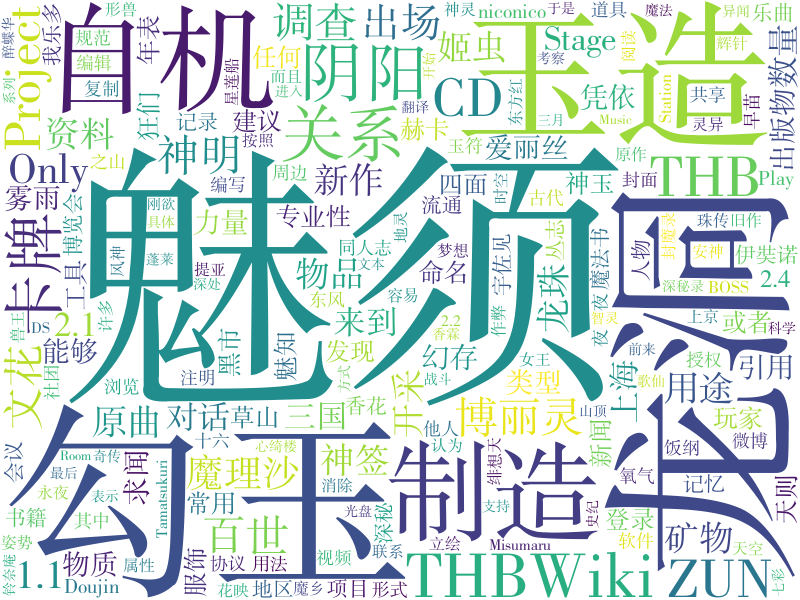 魅须
勾玉
制造
玉造
光间
自机
阴阳
关系
CD
THB
THBWiki
ZUN
Project
Only
Stage
卡牌
文花
资料
神明
新作
物品
龙珠
博丽灵
开采
上海
用途
矿物
百世
神签
魔理沙
原曲
对话
草山
三国
香花
调查
出场
姬虫
凭依
爱丽丝
四面
神玉
封面
流通
命名
来到
幻存
类型
魔法书
宇佐见
出版物数量
乐曲
年表
道具
任何
建议
狂们
记录
赫卡
雾雨
博览会
工具
力量
专业性
能够
黑市
魅知
发现
2.1
2.4
1.1
2.2
DS
物质
书籍
求闻
常用
服饰
深秘
地区
项目
形式
协议
用法
Doujin
Tamatsukuri
Misumaru
niconico
Station
Music
Play
BOSS
Room
奇传
会议
永夜
表示
最后
姿势
铃奈庵
其中
属性
十六
心绮楼
消除
光盘
视频
联系
立绘
支持
史纪
花映
魔乡
登录
软件
天空
七彩
天则
记忆
氧气
饭纲
微博
玩家
引用
或者
伊奘诺
人物
新闻
他人
认为
绯想天
战斗
女王
歌仙
山顶
前来
授权
上京
科学
智灵
安神
深秘录
封魔录
珠传
旧作
丛志
夜
时空
古代
梦想
同人志
东风
地灵
文本
容易
作弊
香霖
方式
浏览
注明
提亚
深处
蓬莱
风神
刚欲
具体
之山
编写
周边
按照
翻译
玉符
开始
进入
而且
星莲船
复制
编辑
规范
我乐多
形兽
醉蝶华
系列
社团
兽王
许多
东方红
三月
原作
灵异
共享
早苗
阅读
辉针
考察
异闻
魔法
于是
神灵